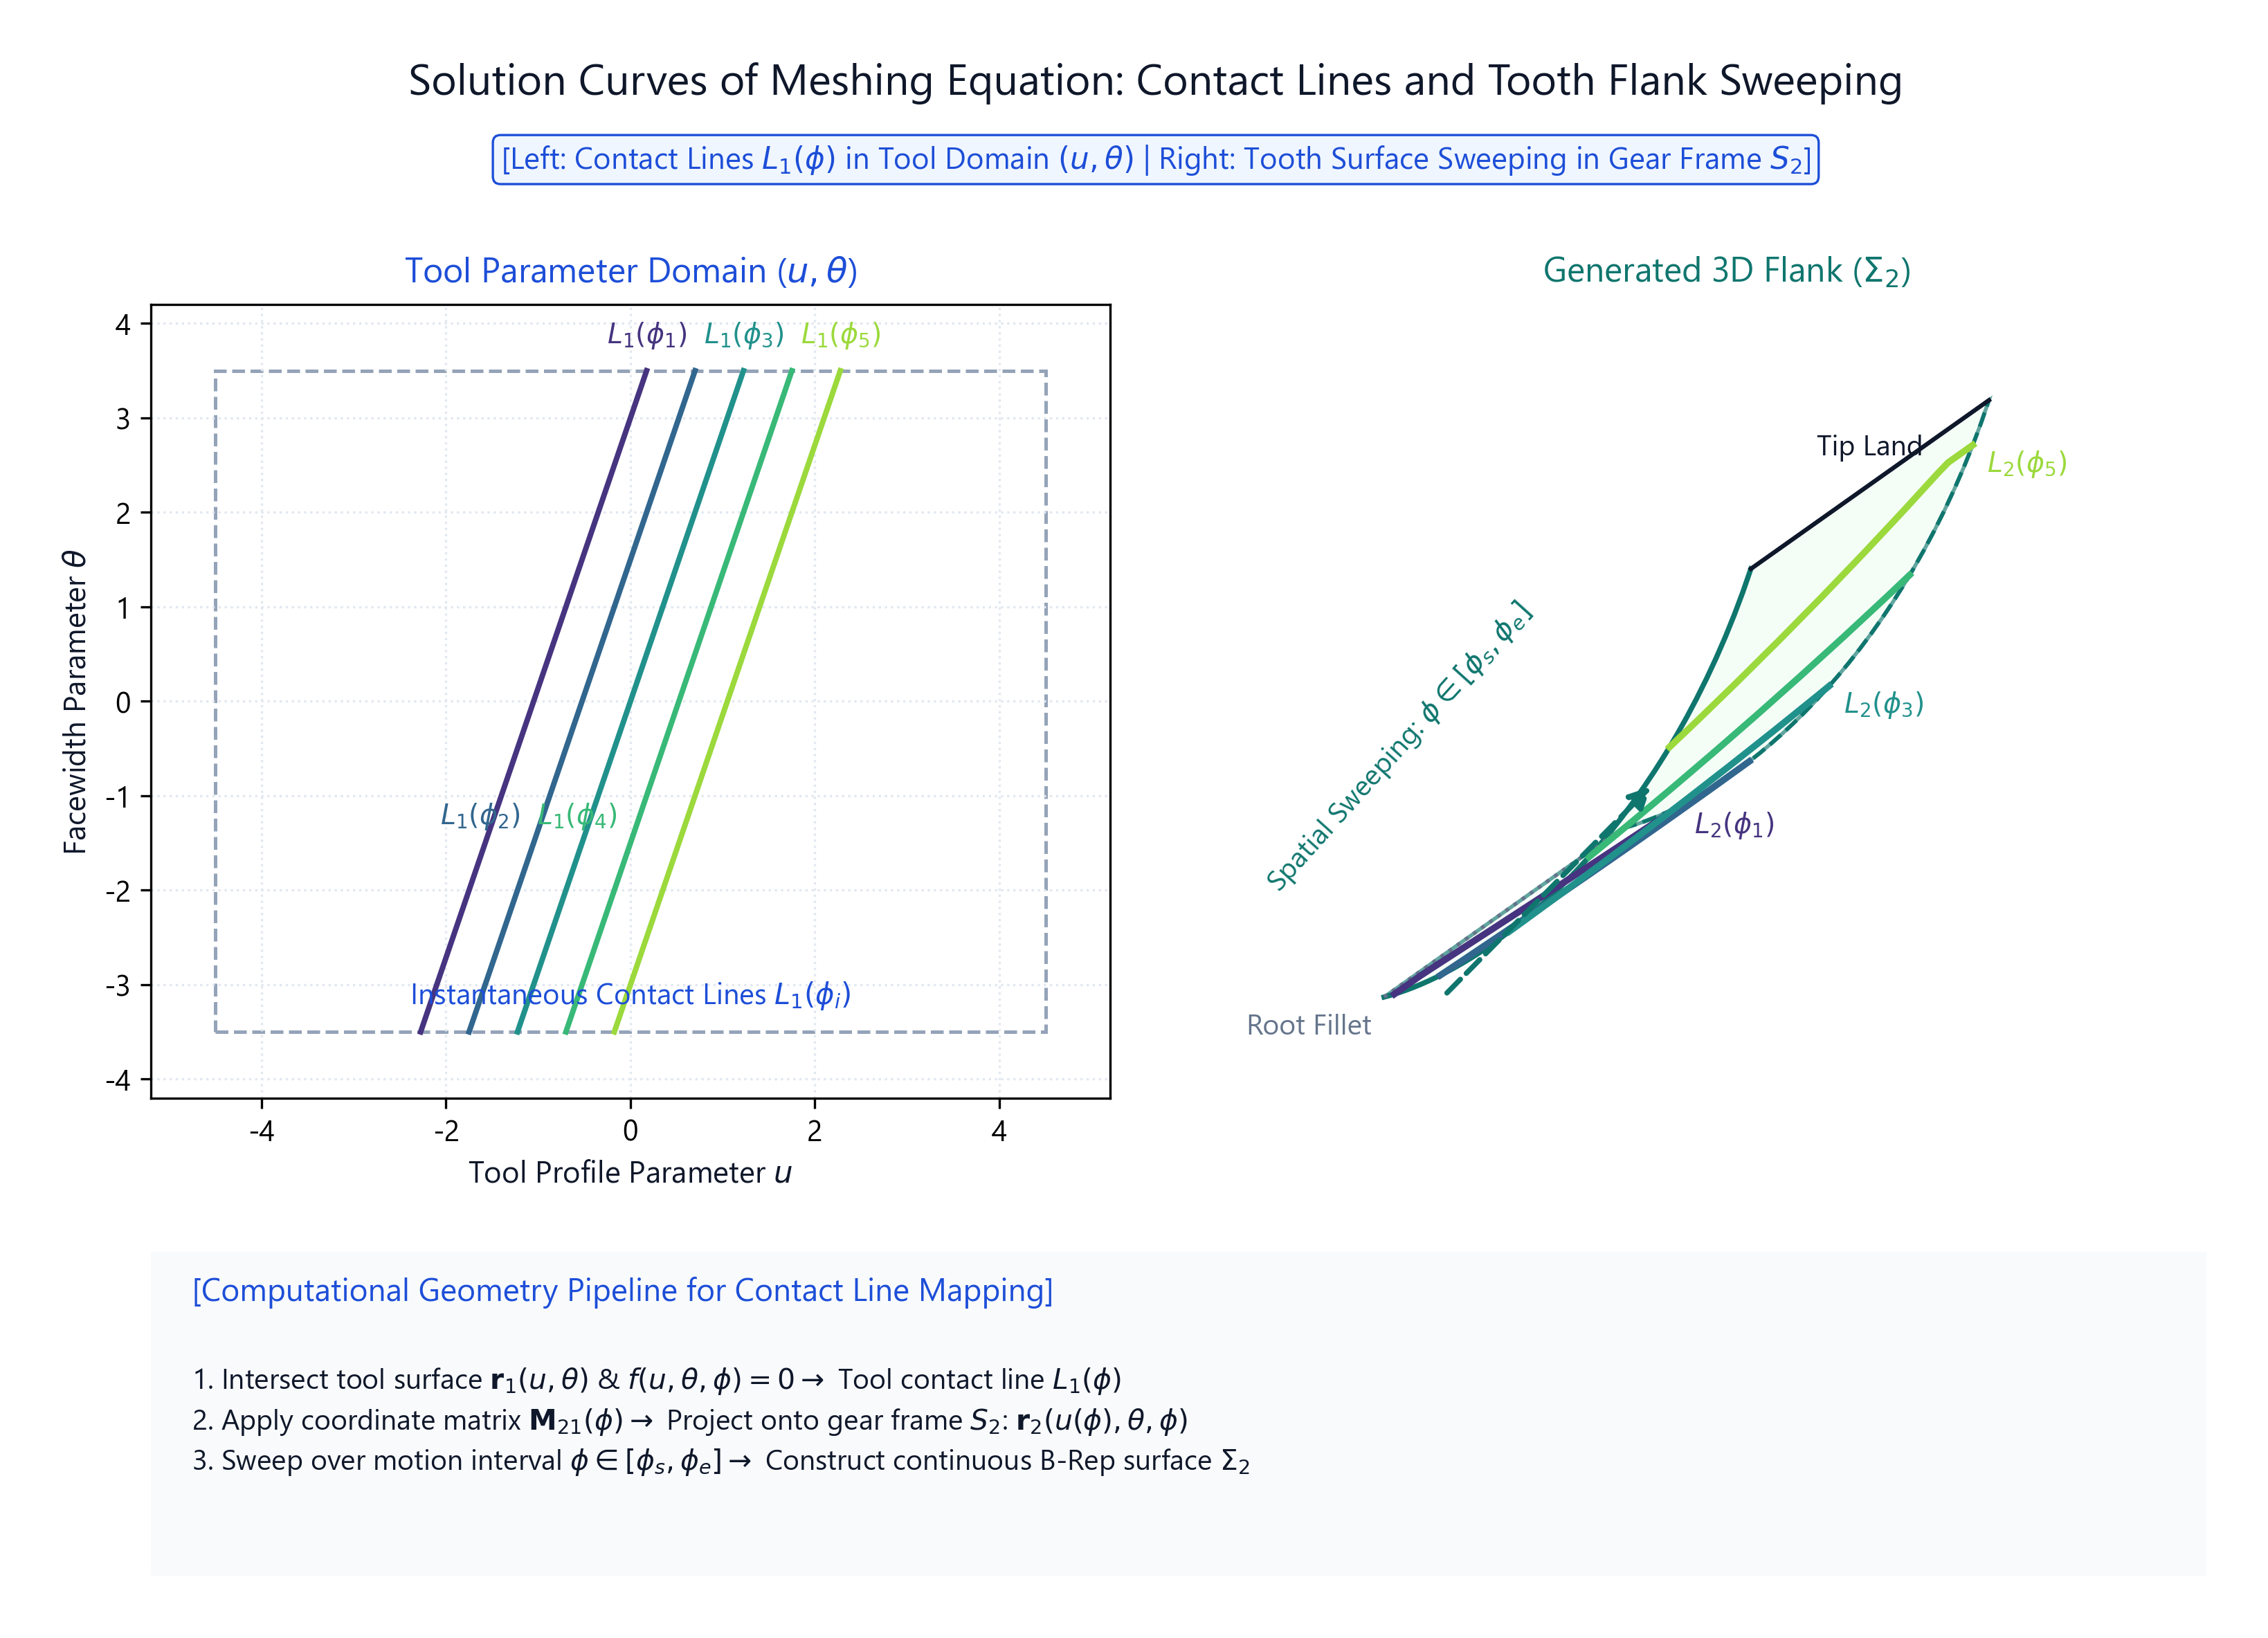 Solution Curves of Meshing Equation: Contact Lines and Tooth Flank Sweeping
[Left: Contact Lines L₁(ϕ) in Tool Domain (u, θ) | Right: Tooth Surface Sweeping in Gear Frame S₂]
Tool Parameter Domain (u, θ)
L₁(ϕ₁) L₁(ϕ₃) L₁(ϕ₅)
L₁(ϕ₂) L₁(ϕ₄)
Instantaneous Contact Lines L₁(ϕᵢ)
4
3
2
1
0
-1
-2
-3
-4
Facewidth Parameter θ
-4 -2 0 2 4
Tool Profile Parameter u
Generated 3D Flank (Σ₂)
Tip Land
L₂(ϕ₅)
Spatial Sweeping: ϕ ∈ [ϕₛ, ϕₑ]
L₂(ϕ₃)
L₂(ϕ₁)
Root Fillet
[Computational Geometry Pipeline for Contact Line Mapping]
1. Intersect tool surface r₁(u, θ) & f(u, θ, ϕ) = 0 → Tool contact line L₁(ϕ)
2. Apply coordinate matrix M₂₁(ϕ) → Project onto gear frame S₂: r₂(u(ϕ), θ, ϕ)
3. Sweep over motion interval ϕ ∈ [ϕₛ, ϕₑ] → Construct continuous B-Rep surface Σ₂